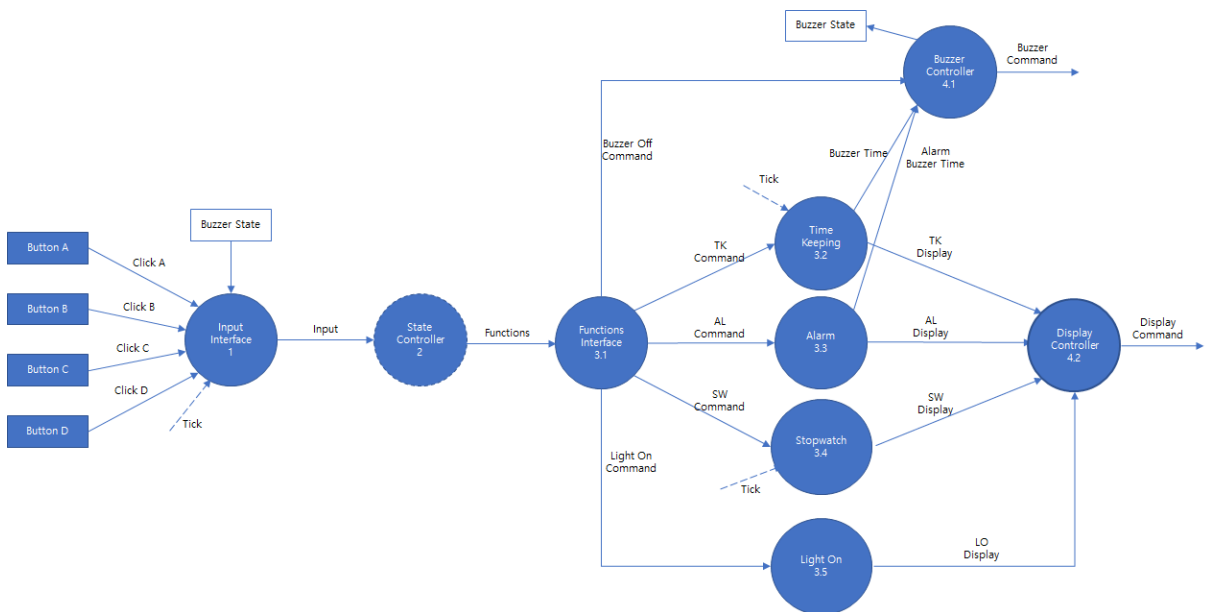 Buzzer State
Buzzer
Controller
4.1
Buzzer
Command
Buzzer Off
Command
Buzzer Time
Alarm
Buzzer Time
Tick
Buzzer State
Button A
Click A
Time
Keeping
3.2
TK
Command
TK
Display
Button B
Click B
Input
Interface
1
Input
State
Controller
2
Functions
Functions
Interface
3.1
AL
Command
Alarm
3.3
AL
Display
Display
Controller
4.2
Display
Command
Button C
Click C
Button D
Click D
Tick
SW
Command
SW
Display
Stopwatch
3.4
Light On
Command
Tick
Light On
3.5
LO
Display